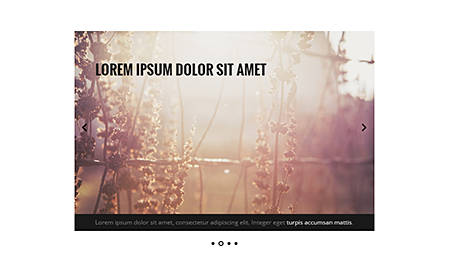 LOREM IPSUM DOLOR SIT AMET
Lorem ipsum dolor sit amet, consectetur adipiscing elit. Integer eget turpis accumsan mattis.